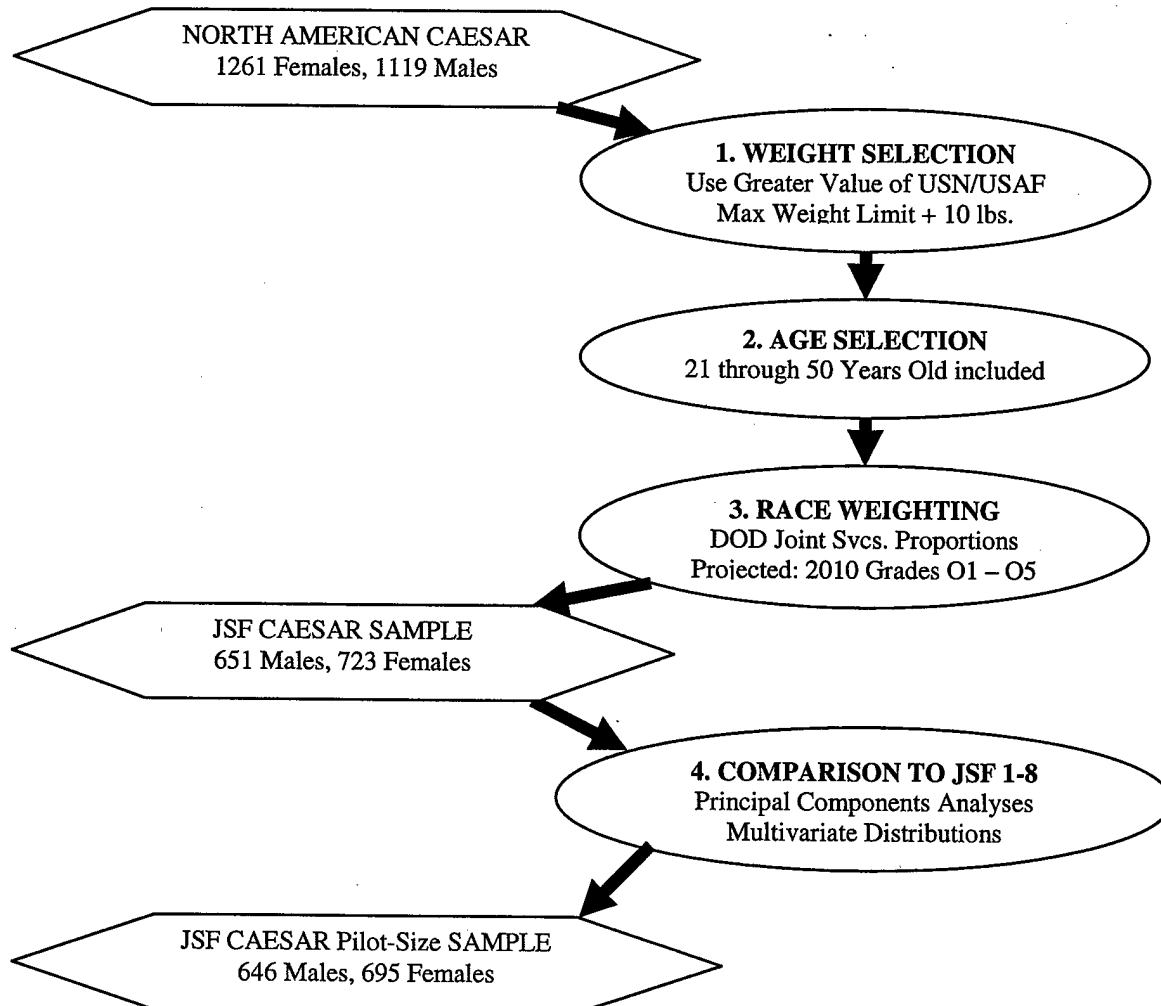 NORTH AMERICAN CAESAR
1261 Females, 1119 Males
1. WEIGHT SELECTION
Use Greater Value of USN/USAF
Max Weight Limit + 10 lbs.
2. AGE SELECTION
21 through 50 Years Old included
3. RACE WEIGHTING
DOD Joint Svcs. Proportions
Projected: 2010 Grades O1 – O5
JSF CAESAR SAMPLE
651 Males, 723 Females
4. COMPARISON TO JSF 1-8
Principal Components Analyses
Multivariate Distributions
JSF CAESAR Pilot-Size SAMPLE
646 Males, 695 Females